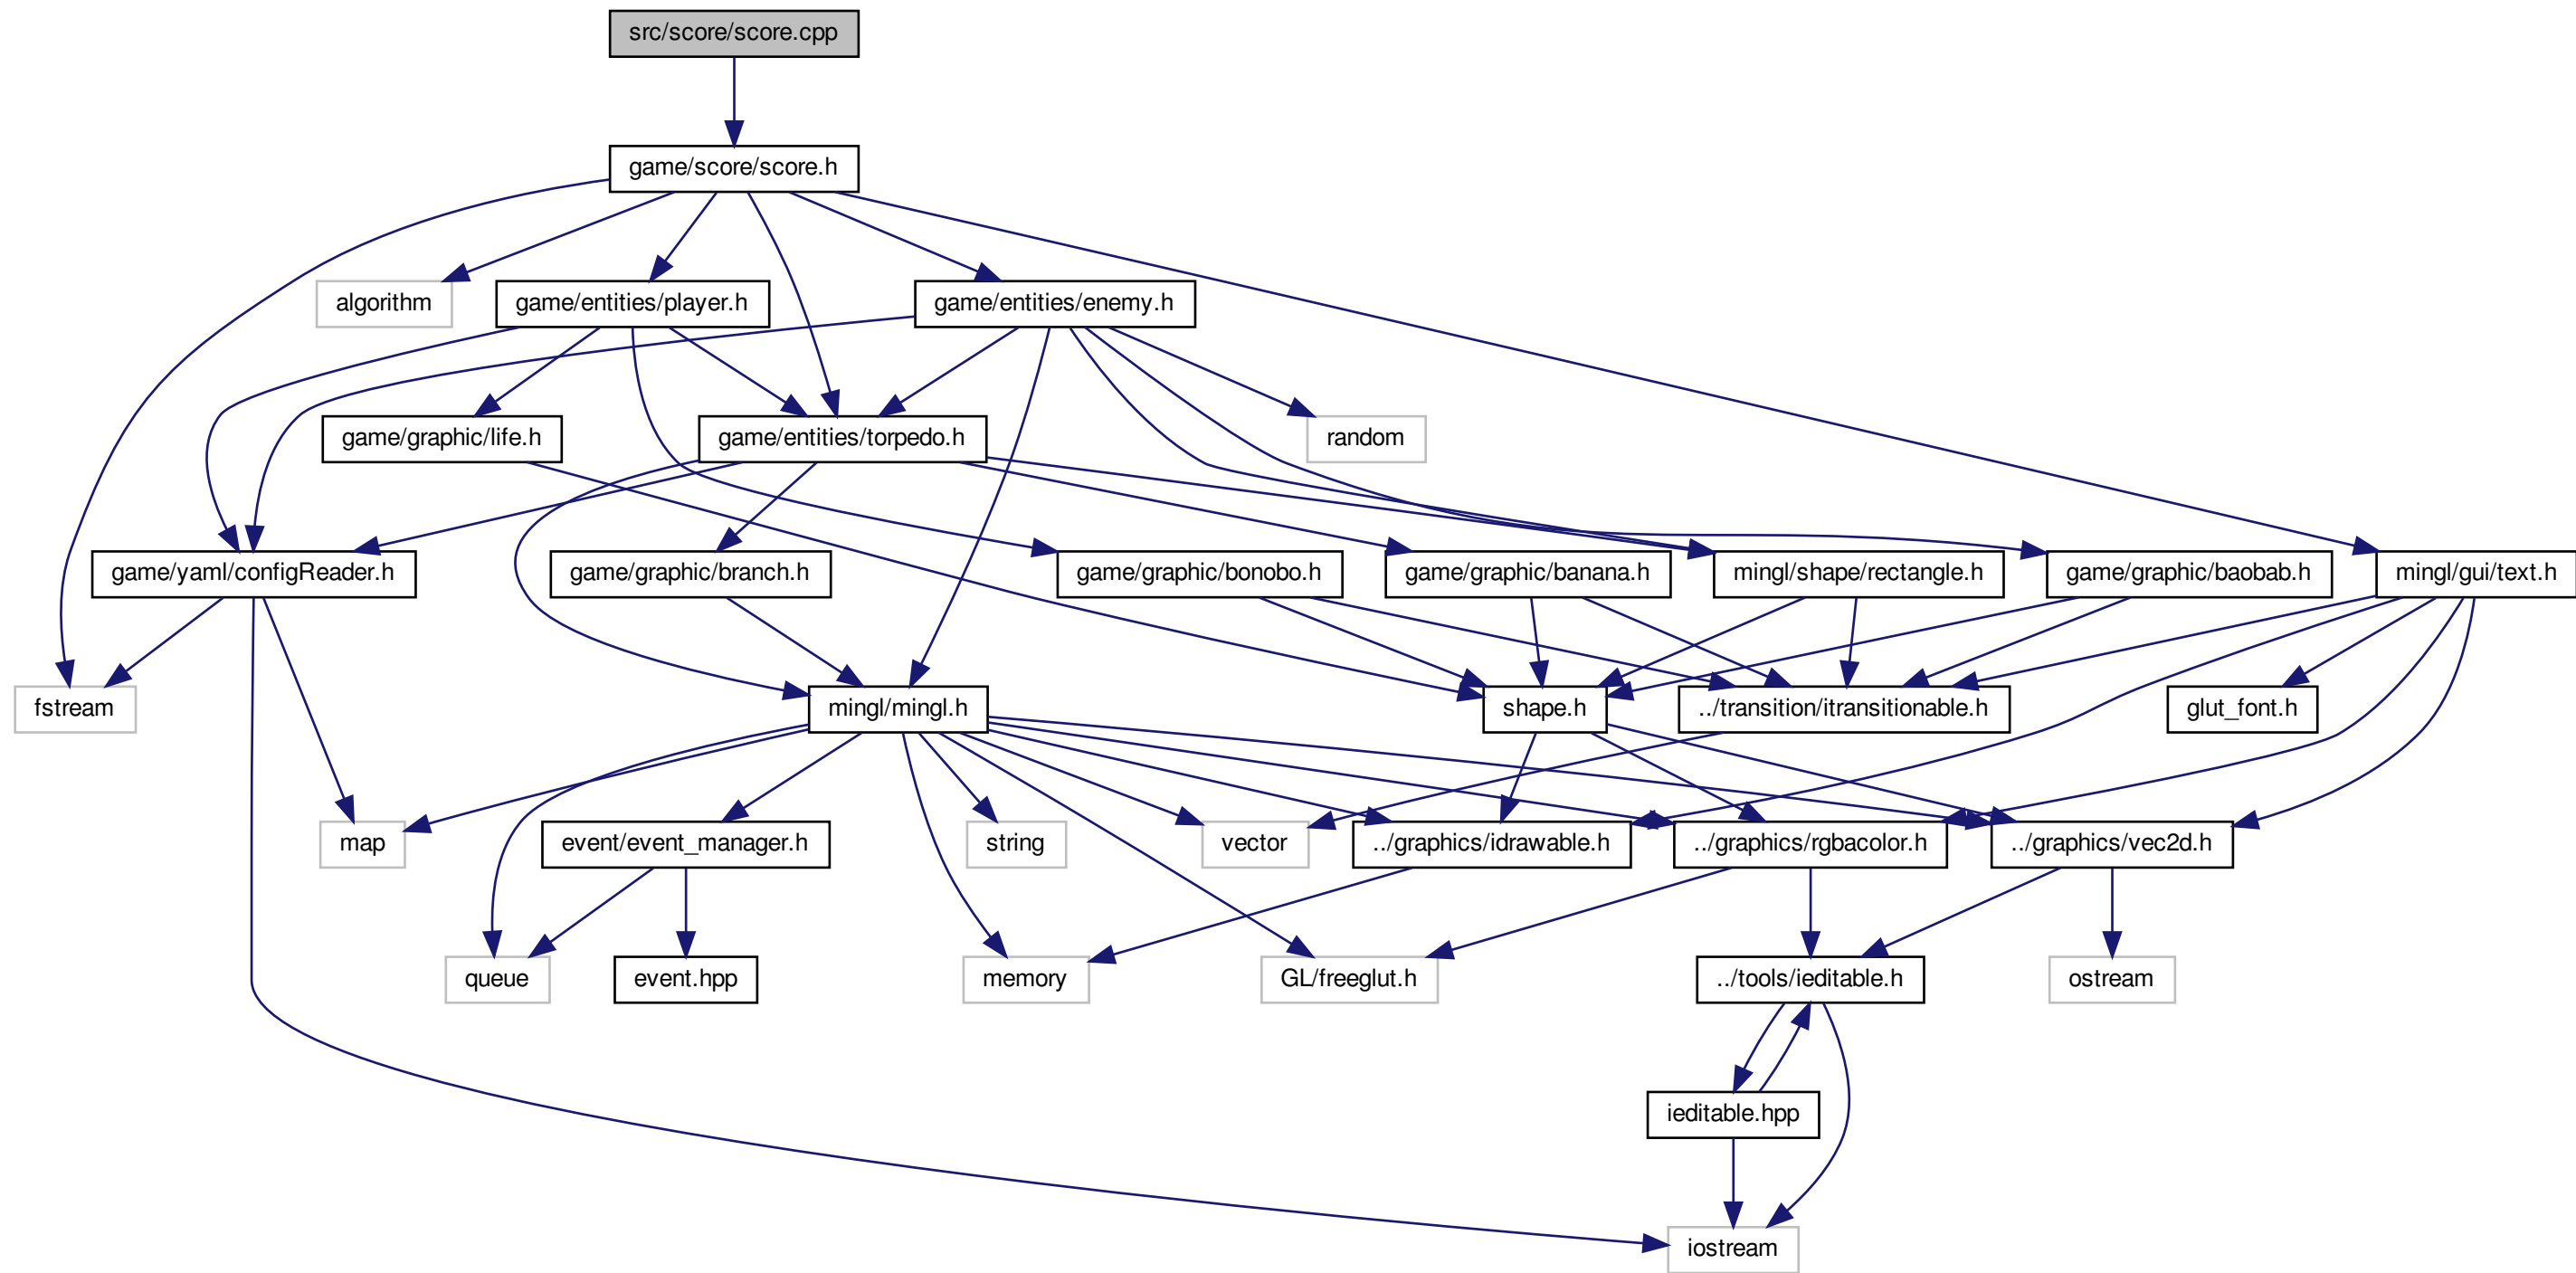 src/score/score.cpp
game/score/score.h
algorithm
game/entities/player.h
game/entities/enemy.h
game/graphic/life.h
game/entities/torpedo.h
random
game/yaml/configReader.h
game/graphic/branch.h
game/graphic/bonobo.h
game/graphic/banana.h
mingl/shape/rectangle.h
game/graphic/baobab.h
mingl/gui/text.h
fstream
mingl/mingl.h
shape.h
../transition/itransitionable.h
glut_font.h
map
event/event_manager.h
string
vector
../graphics/idrawable.h
../graphics/rgbacolor.h
../graphics/vec2d.h
queue
event.hpp
memory
GL/freeglut.h
../tools/ieditable.h
ostream
ieditable.hpp
iostream